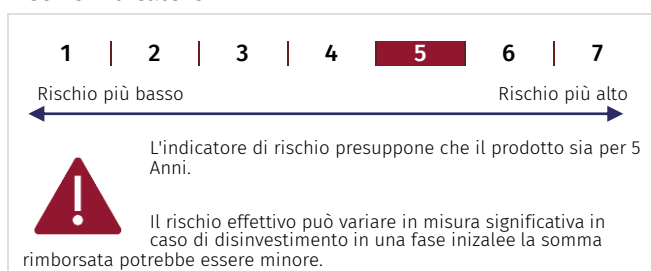 1 | 2 | 3 | 4 | 5 | 6 | 7
Rischio più basso Rischio più alto
L'indicatore di rischio presuppone che il prodotto sia per 5
Anni.
Il rischio effettivo può variare in misura significativa in
caso di disinvestimento in una fase inizalee la somma
rimborsata potrebbe essere minore.